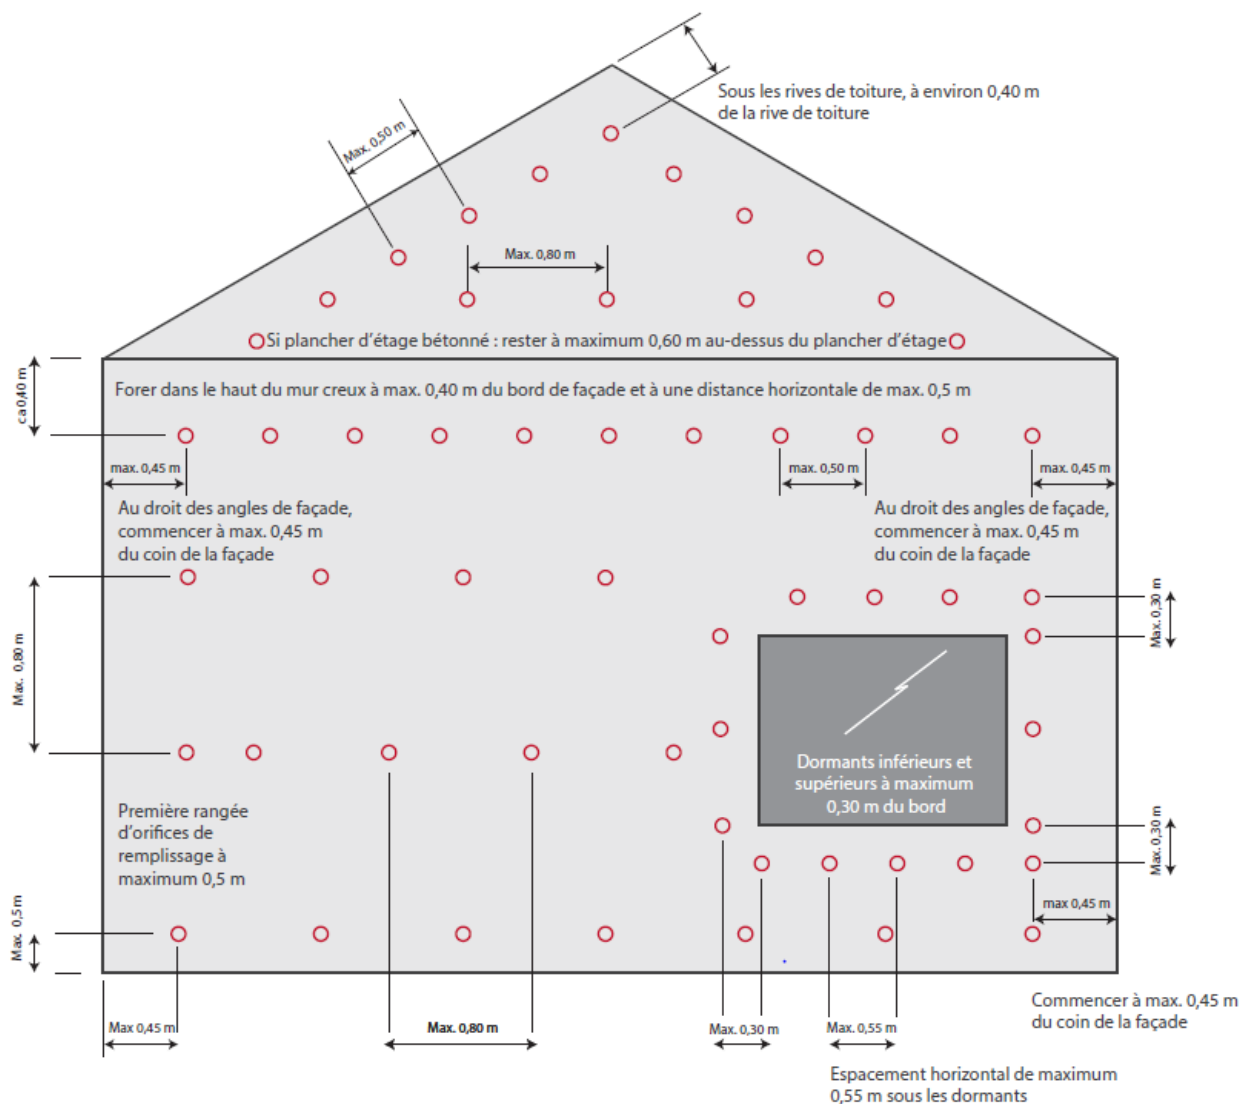 Sous les rives de toiture, à environ 0,40 m
de la rive de toiture
Max. 0,50 m
Max. 0,80 m
Si plancher d’étage bétonné : rester à maximum 0,60 m au-dessus du plancher d’étage
ca 0,40 m
Forer dans le haut du mur creux à max. 0,40 m du bord de façade et à une distance horizontale de max. 0,5 m
max. 0,45 m
max. 0,50 m
max. 0,45 m
Au droit des angles de façade,
commencer à max. 0,45 m
du coin de la façade
Au droit des angles de façade,
commencer à max. 0,45 m
du coin de la façade
Max. 0,80 m
Max. 0,30 m
Dormants inférieurs et
supérieurs à maximum
0,30 m du bord
Première rangée
d’orifices de
remplissage à
maximum 0,5 m
Max. 0,30 m
max 0,45 m
Max. 0,5 m
Commencer à max. 0,45 m
du coin de la façade
Max 0,45 m
Max. 0,80 m
Max. 0,30 m
Max. 0,55 m
Espacement horizontal de maximum
0,55 m sous les dormants